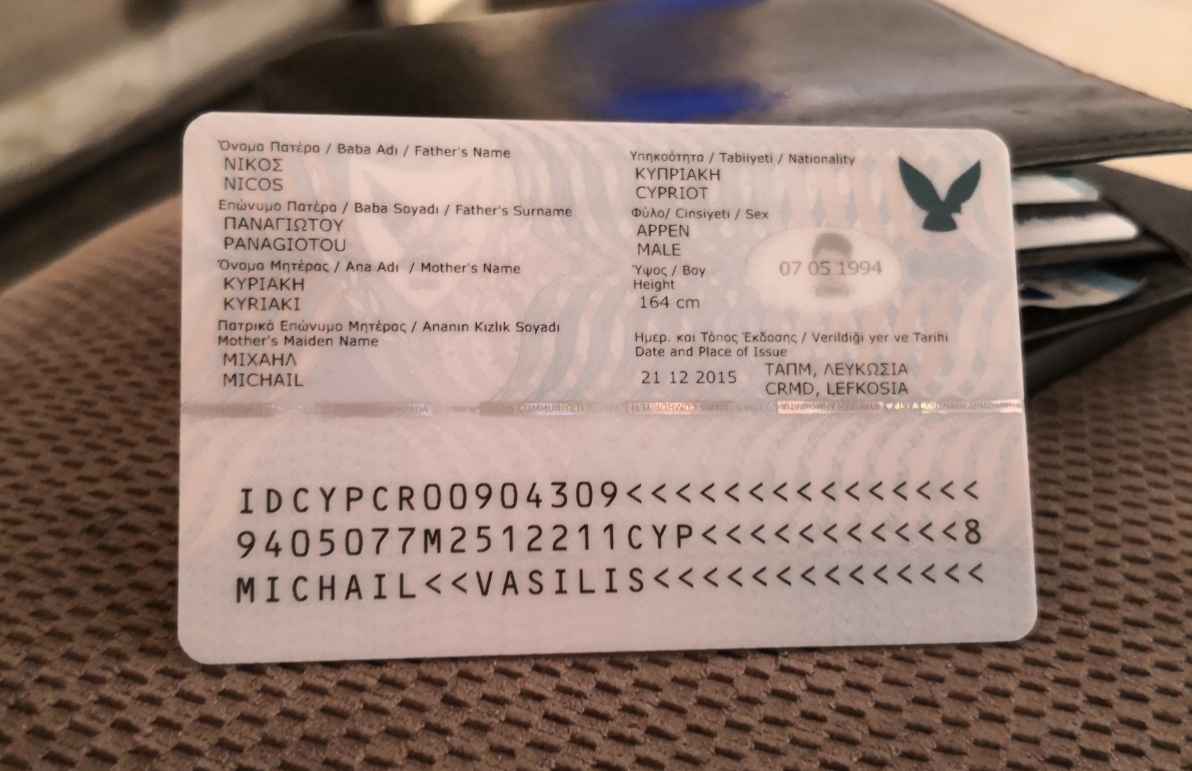 Όνομα Πατέρα / Baba Adı / Father's Name
ΝΙΚΟΣ
NICOS
Επώνυμο Πατέρα / Baba Soyadı / Father's Surname
ΠΑΝΑΓΙΩΤΟΥ
PANAGIOTOU
Όνομα Μητέρας / Ana Adı / Mother's Name
ΚΥΡΙΑΚΗ
KYRIAKI
Πατρικό Επώνυμο Μητέρας / Ananın Kızlık Soyadi
Mother's Maiden Name
ΜΙΧΑΗΛ
MICHAIL
Υπηκοότητα / Tabiiyeti / Nationality
ΚΥΠΡΙΑΚΗ
CYPRIOT
Φύλο/ Cinsiyeti / Sex
ΑΡΡΕΝ
MALE
07 05 1994
Ύψος / Boy
Height
164 cm
Ημερ. και Τόπος Έκδοσης / Verildiği yer ve Tarihi
Date and Place of Issue
21 12 2015
ΤΑΠΜ, ΛΕΥΚΩΣΙΑ
CRMD, LEFKOSIA
IDCYPCR00904309<<<<<<<<<<<<<<<
9405077M2512211CYP<<<<<<<<<<<8
MICHAIL<<VASILIS<<<<<<<<<<<<<<